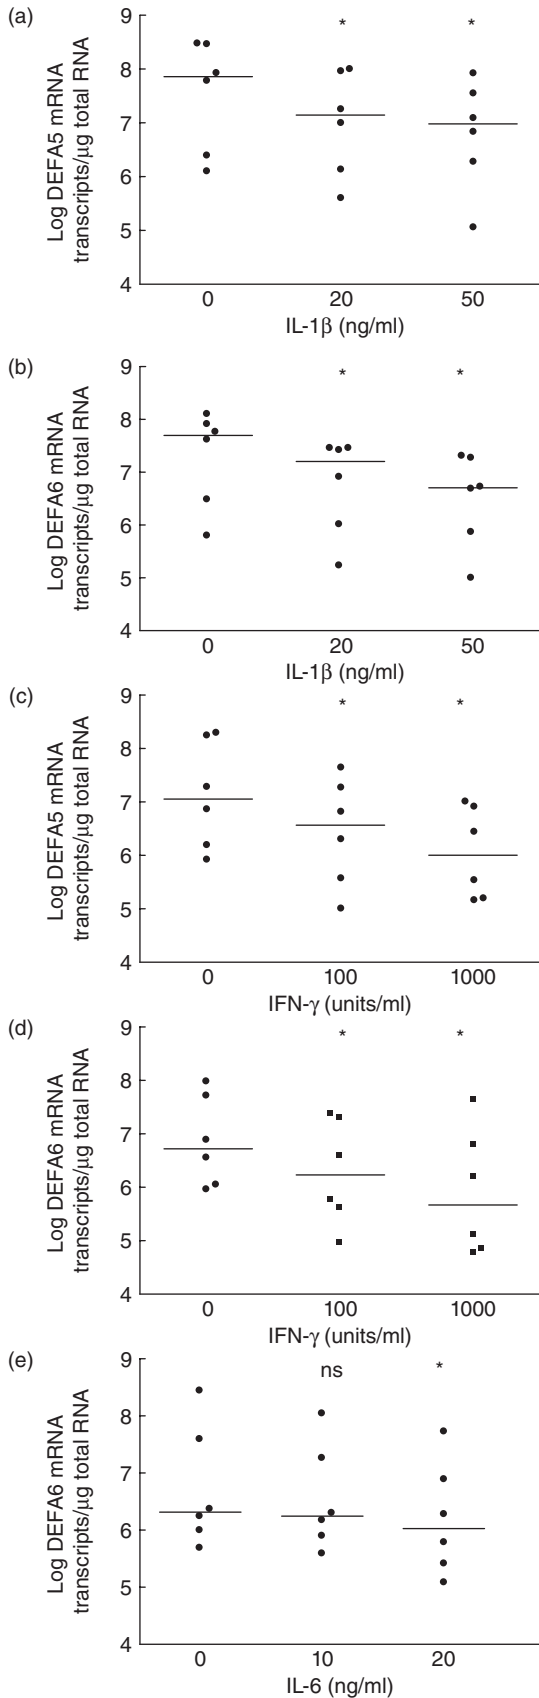 (a)
Log DEFA5 mRNA
transcripts/μg total RNA
9
8
7
6
5
4
*
*
0
20
50
IL-1β (ng/ml)
(b)
Log DEFA6 mRNA
transcripts/μg total RNA
9
8
7
6
5
4
*
*
0
20
50
IL-1β (ng/ml)
(c)
Log DEFA5 mRNA
transcripts/μg total RNA
9
8
7
6
5
4
*
*
0
100
1000
IFN-γ (units/ml)
(d)
Log DEFA6 mRNA
transcripts/μg total RNA
9
8
7
6
5
4
*
*
0
100
1000
IFN-γ (units/ml)
(e)
Log DEFA6 mRNA
transcripts/μg total RNA
9
8
7
6
5
4
ns
*
0
10
20
IL-6 (ng/ml)